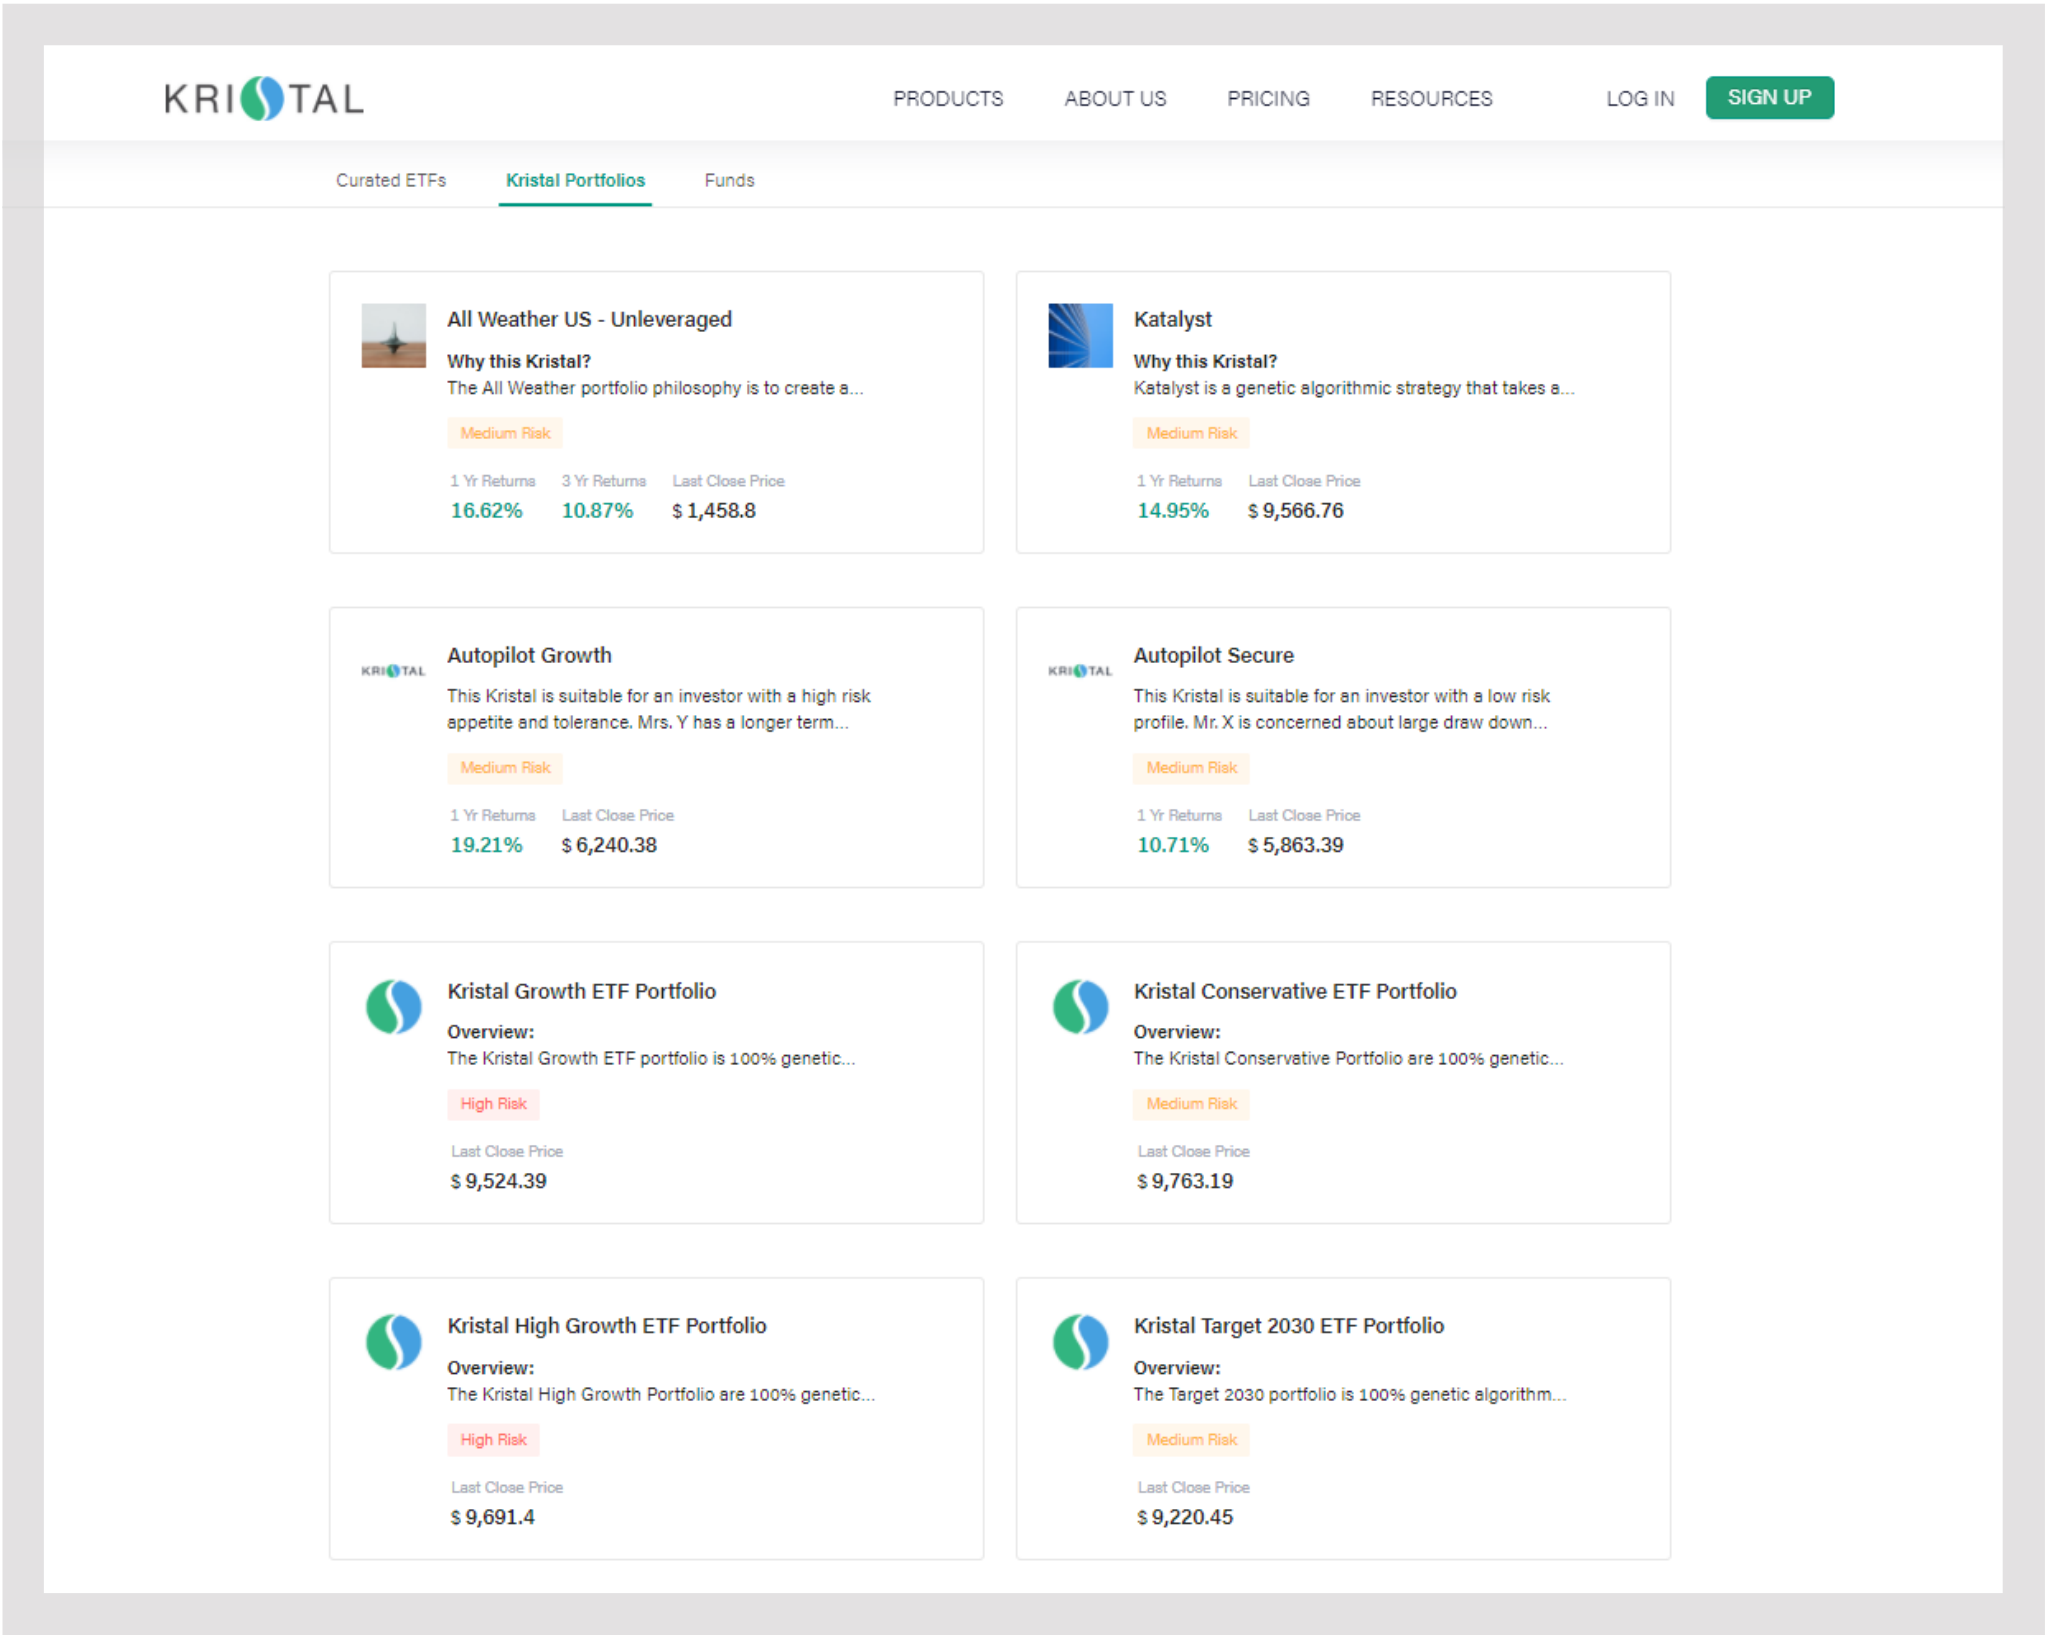 KRISTAL
PRODUCTS ABOUT US PRICING RESOURCES LOG IN SIGN UP
Curated ETFs Kristal Portfolios Funds
All Weather US - Unleveraged
Why this Kristal?
The All Weather portfolio philosophy is to create a...
Medium Risk
1 Yr Returns 3 Yr Returns Last Close Price
16.62% 10.87% $ 1,458.8
Katalyst
Why this Kristal?
Katalyst is a genetic algorithmic strategy that takes a...
Medium Risk
1 Yr Returns Last Close Price
14.95% $ 9,566.76
KRISTAL
Autopilot Growth
This Kristal is suitable for an investor with a high risk
appetite and tolerance. Mrs. Y has a longer term...
Medium Risk
1 Yr Returns Last Close Price
19.21% $ 6,240.38
KRISTAL
Autopilot Secure
This Kristal is suitable for an investor with a low risk
profile. Mr. X is concerned about large draw down...
Medium Risk
1 Yr Returns Last Close Price
10.71% $ 5,863.39
Kristal Growth ETF Portfolio
Overview:
The Kristal Growth ETF portfolio is 100% genetic...
High Risk
Last Close Price
$ 9,524.39
Kristal Conservative ETF Portfolio
Overview:
The Kristal Conservative Portfolio are 100% genetic...
Medium Risk
Last Close Price
$ 9,763.19
Kristal High Growth ETF Portfolio
Overview:
The Kristal High Growth Portfolio are 100% genetic...
High Risk
Last Close Price
$ 9,691.4
Kristal Target 2030 ETF Portfolio
Overview:
The Target 2030 portfolio is 100% genetic algorithm...
Medium Risk
Last Close Price
$ 9,220.45